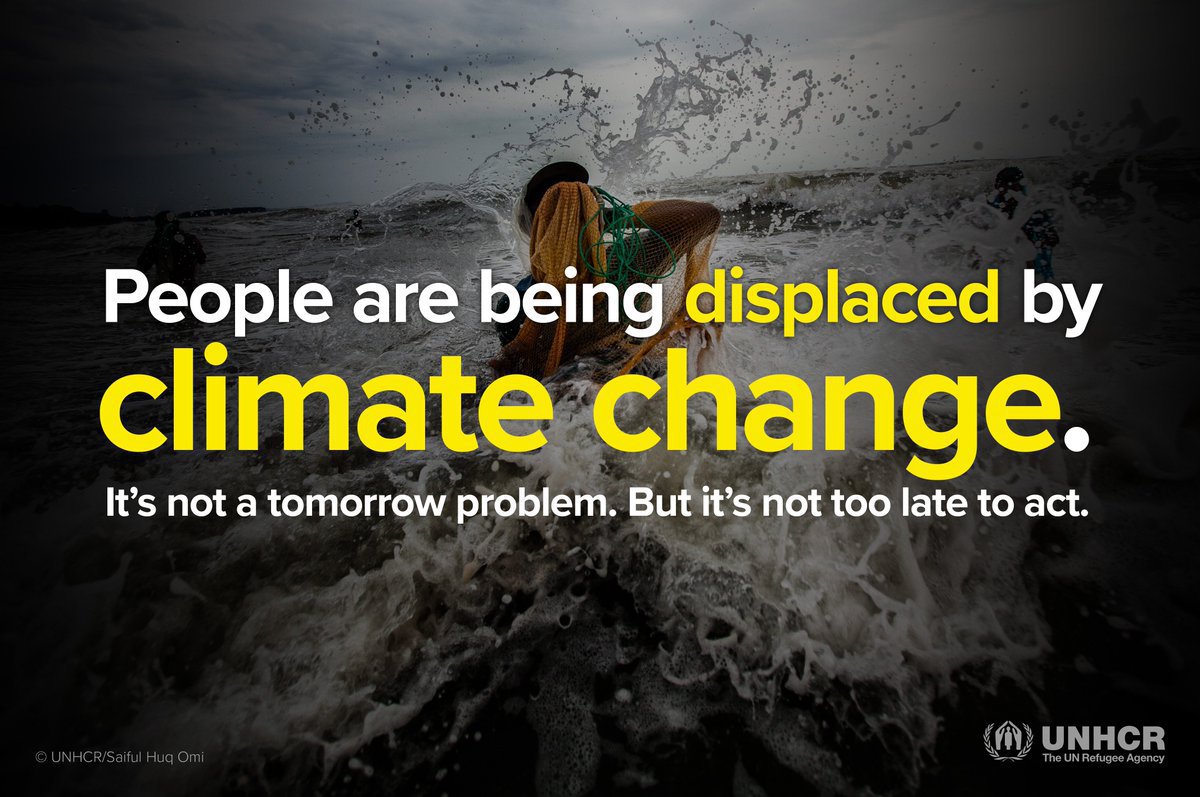 People are being displaced by
climate change.
It’s not a tomorrow problem. But it’s not too late to act.
© UNHCR/Saiful Huq Omi
UNHCR
The UN Refugee Agency